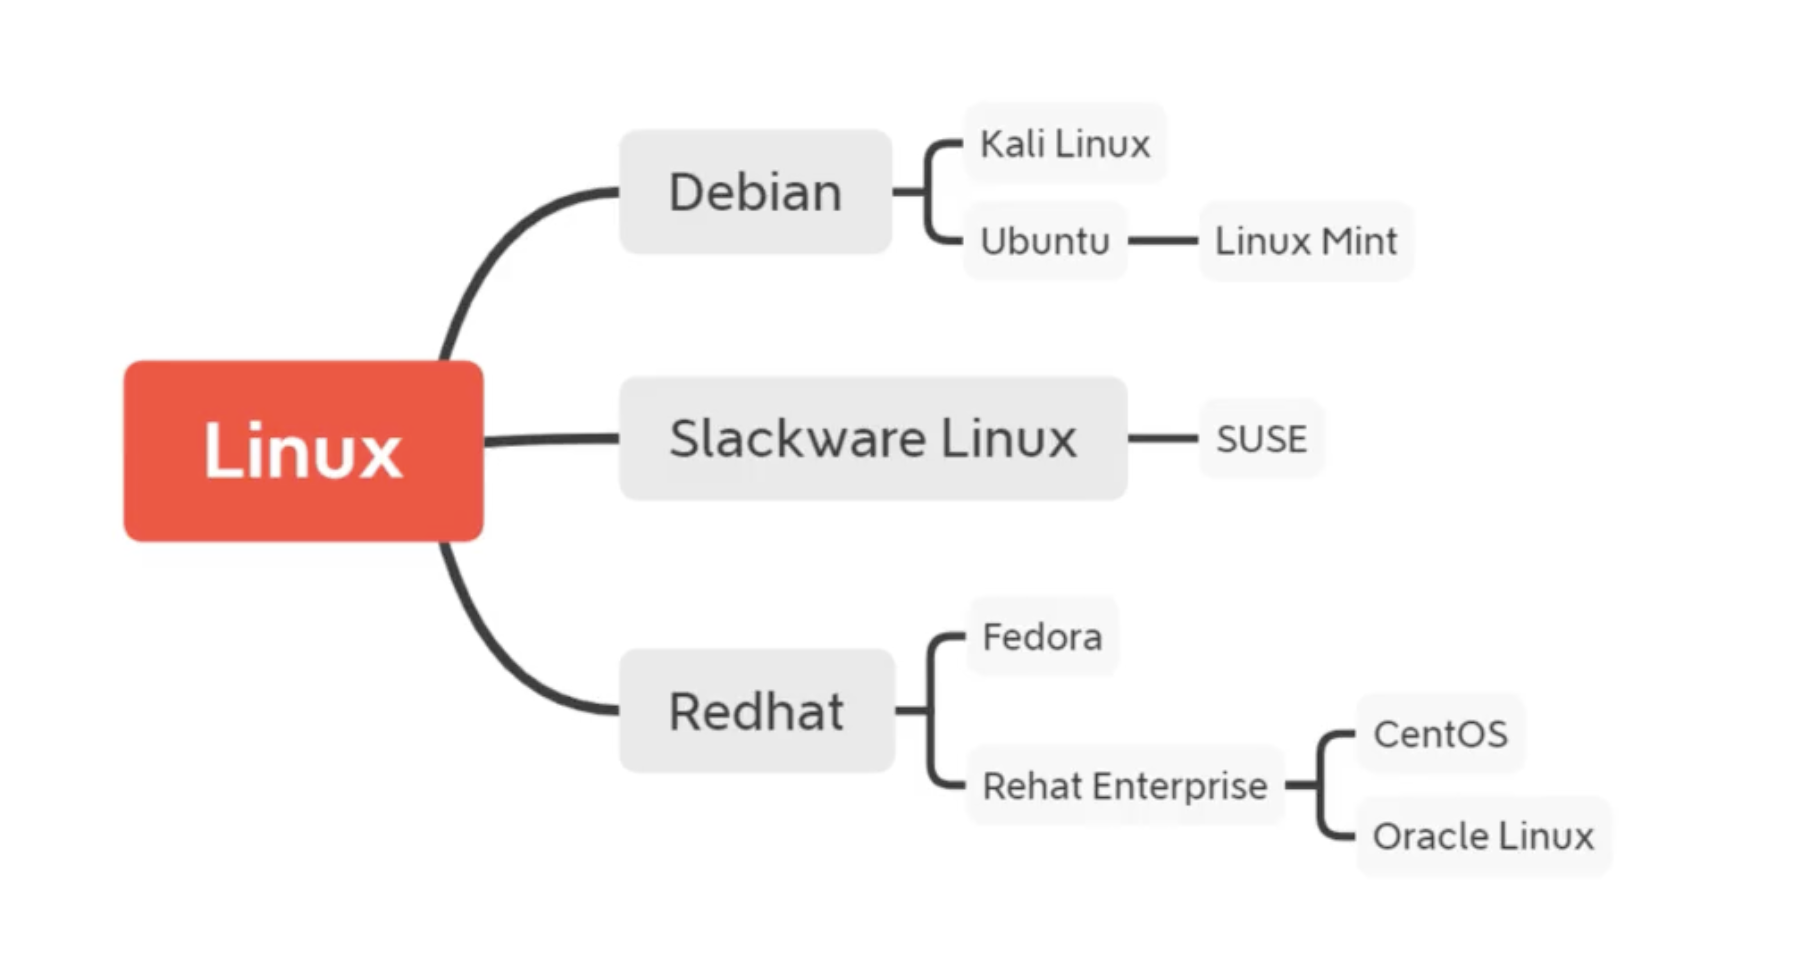 Linux
Debian
Kali Linux
Ubuntu
Linux Mint
Slackware Linux
SUSE
Redhat
Fedora
Rehat Enterprise
CentOS
Oracle Linux